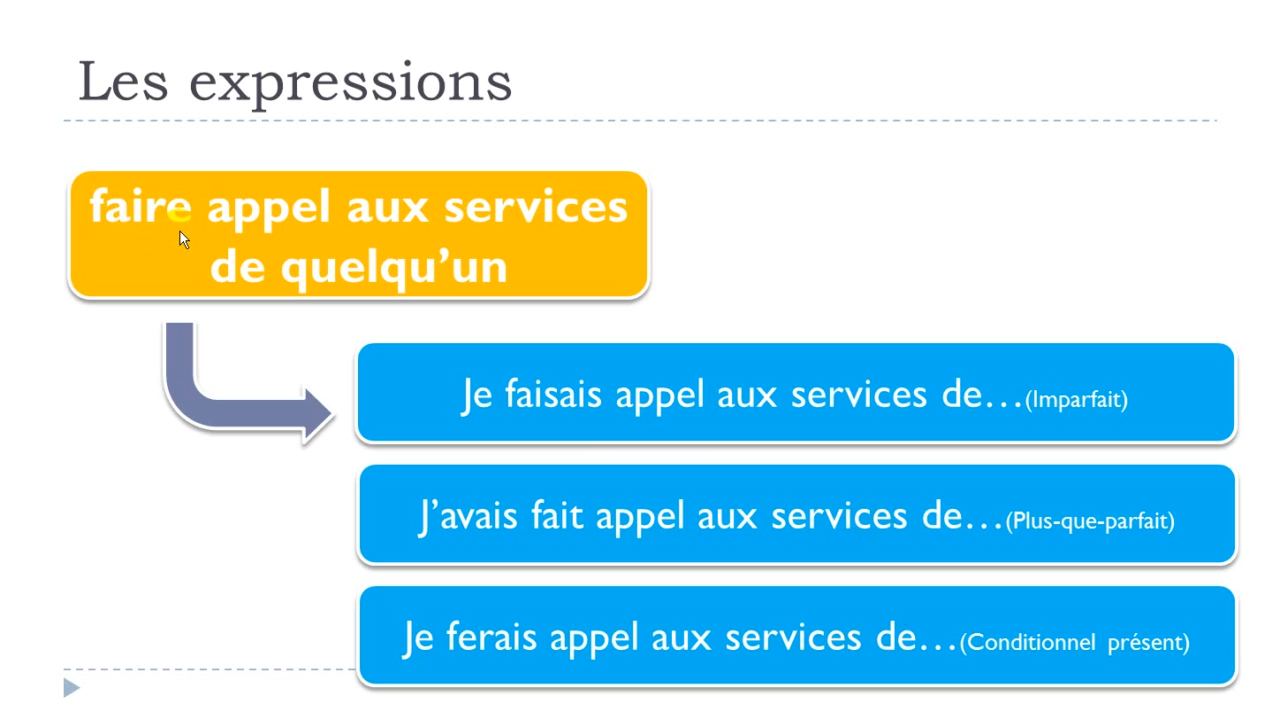 Les expressions
faire appel aux services
de quelqu’un
Je faisais appel aux services de…(Imparfait)
J’avais fait appel aux services de…(Plus-que-parfait)
Je ferais appel aux services de…(Conditionnel présent)